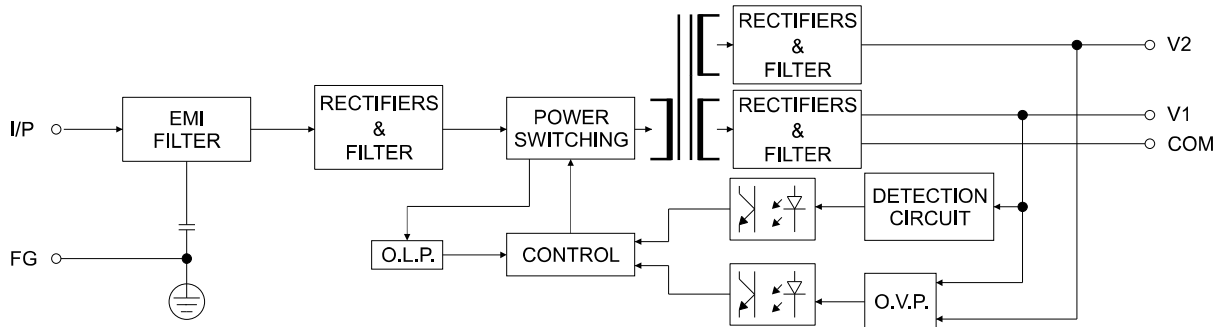 RECTIFIERS
&
FILTER
V2
I/P
EMI
FILTER
RECTIFIERS
&
FILTER
POWER
SWITCHING
RECTIFIERS
&
FILTER
V1
COM
DETECTION
CIRCUIT
FG
O.L.P.
CONTROL
O.V.P.